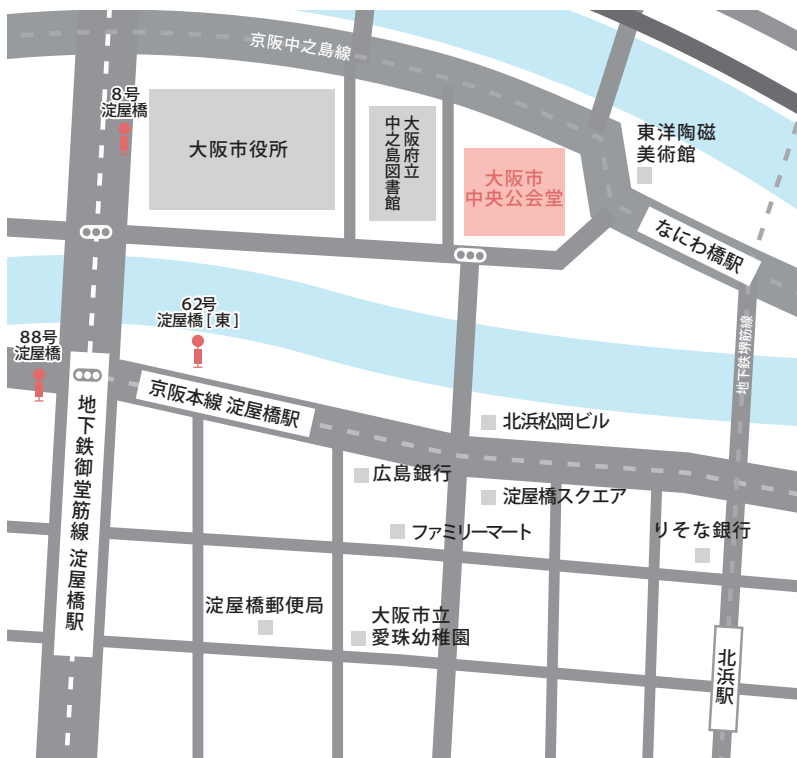 京阪中之島線
8号
淀屋橋
大阪市役所
大阪府立
中之島図書館
大阪市
中央公会堂
東洋陶磁
美術館
なにわ橋駅
62号
淀屋橋[東]
88号
淀屋橋
地下鉄堺筋線
京阪本線 淀屋橋駅
地下鉄御堂筋線 淀屋橋駅
北浜松岡ビル
広島銀行
淀屋橋スクエア
ファミリーマート
りそな銀行
淀屋橋郵便局
大阪市立
愛珠幼稚園
北浜駅